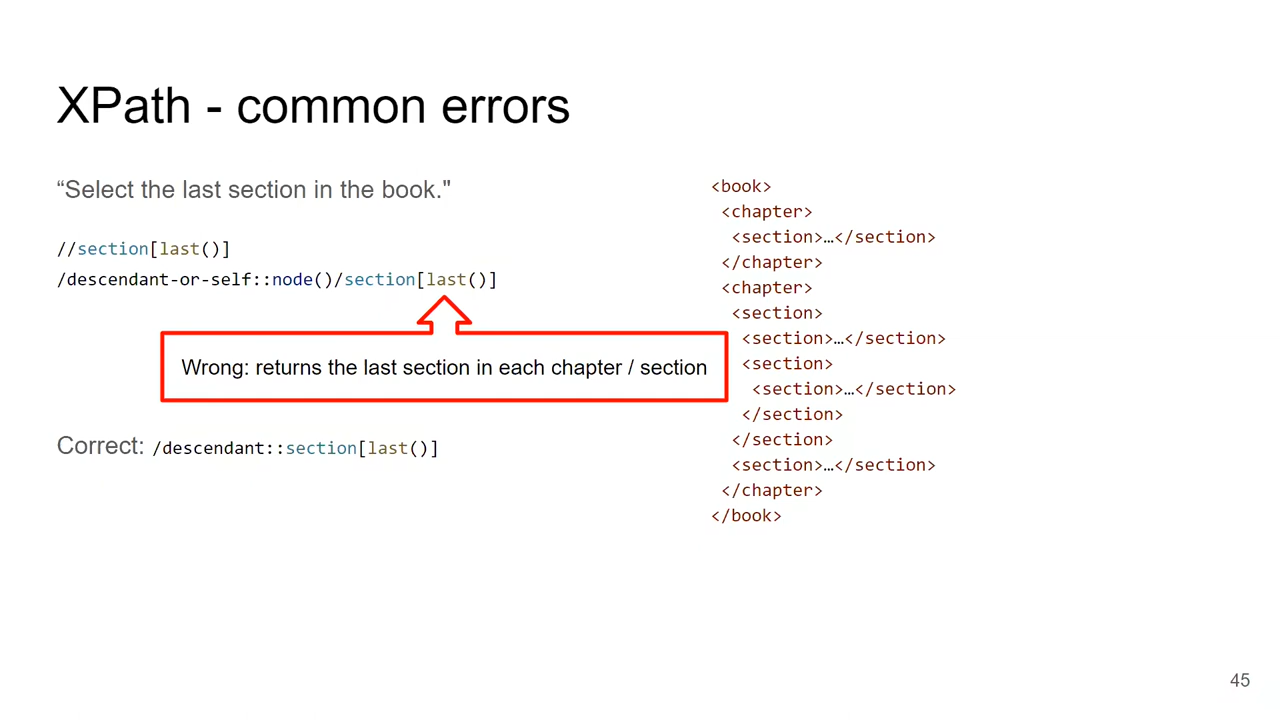 XPath - common errors
“Select the last section in the book."
//section[last()]
/descendant-or-self::node()/section[last()]
Wrong: returns the last section in each chapter / section
Correct: /descendant::section[last()]
<book>
<chapter>
<section>…</section>
</chapter>
<chapter>
<section>
<section>…</section>
<section>
<section>…</section>
</section>
</section>
<section>…</section>
</chapter>
</book>
45